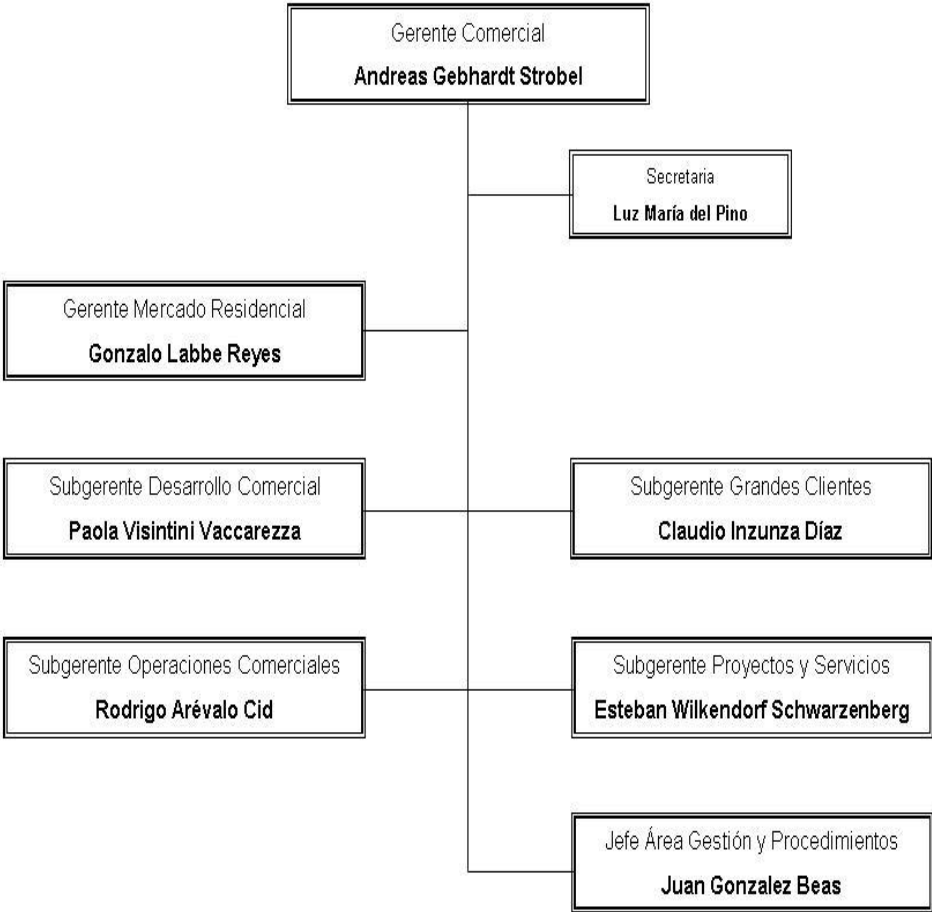 Gerente Comercial
Andreas Gebhardt Strobel
Secretaria
Luz María del Pino
Gerente Mercado Residencial
Gonzalo Labbe Reyes
Subgerente Desarrollo Comercial
Paola Visintini Vaccarezza
Subgerente Grandes Clientes
Claudio Inzunza Díaz
Subgerente Operaciones Comerciales
Rodrigo Arévalo Cid
Subgerente Proyectos y Servicios
Esteban Wilkendorf Schwarzenberg
Jefe Área Gestión y Procedimientos
Juan Gonzalez Beas